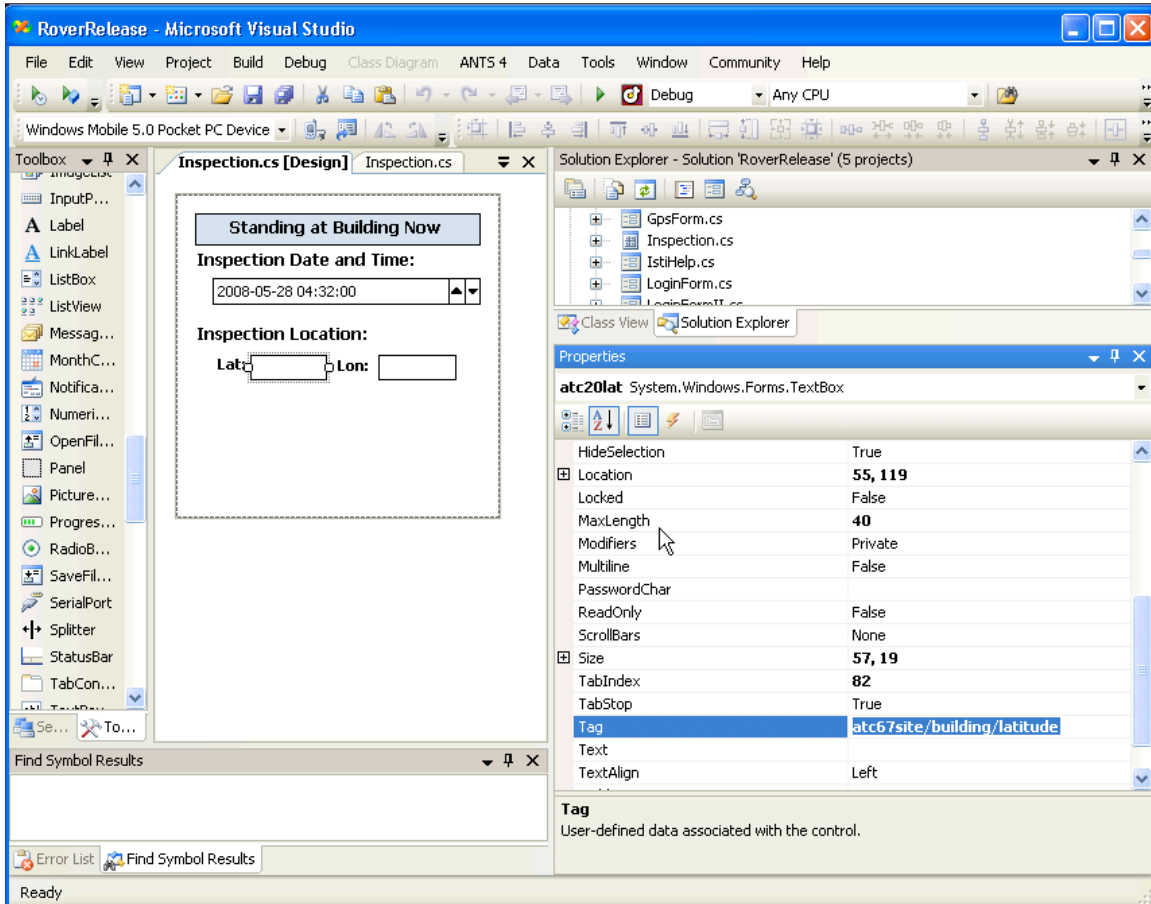 RoverRelease - Microsoft Visual Studio
File Edit View Project Build Debug Class Diagram ANTS 4 Data Tools Window Community Help
Debug Any CPU
Windows Mobile 5.0 Pocket PC Device
Toolbox
ImageList
InputP...
Label
LinkLabel
ListBox
ListView
Messag...
MonthC...
Notifica...
Numeri...
OpenFil...
Panel
Picture...
Progres...
RadioB...
SaveFil...
SerialPort
Splitter
StatusBar
TabCon...
Se... To...
Inspection.cs [Design] Inspection.cs
Standing at Building Now
Inspection Date and Time:
2008-05-28 04:32:00
Inspection Location:
Lat: Lon:
Solution Explorer - Solution 'RoverRelease' (5 projects)
GpsForm.cs
Inspection.cs
IstiHelp.cs
LoginForm.cs
LoginFormII.cs
Class View Solution Explorer
Properties
atc20lat System.Windows.Forms.TextBox
HideSelection True
Location 55, 119
Locked False
MaxLength 40
Modifiers Private
Multiline False
PasswordChar
ReadOnly False
ScrollBars None
Size 57, 19
TabIndex 82
TabStop True
Tag atc67site/building/latitude
Text
TextAlign Left
Tag
User-defined data associated with the control.
Find Symbol Results
Error List Find Symbol Results
Ready